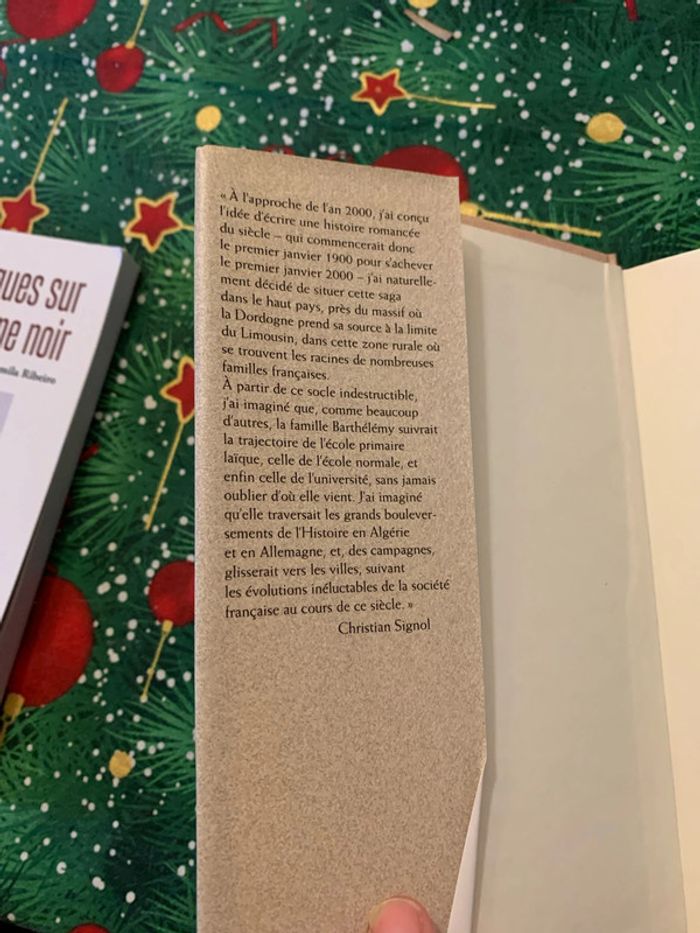 « À l'approche de l'an 2000, j'ai conçu
l'idée d'écrire une histoire romancée
du siècle – qui commencerait donc
le premier janvier 1900 pour s'achever
le premier janvier 2000 – j'ai naturelle-
ment décidé de situer cette saga
dans le haut pays, près du massif où
la Dordogne prend sa source à la limite
du Limousin, dans cette zone rurale où
se trouvent les racines de nombreuses
familles françaises.
À partir de ce socle indestructible,
j'ai imaginé que, comme beaucoup
d'autres, la famille Barthélémy suivrait
la trajectoire de l'école primaire
laïque, celle de l'école normale, et
enfin celle de l'université, sans jamais
oublier d'où elle vient. J'ai imaginé
qu'elle traversait les grands boulever-
sements de l'Histoire en Algérie
et en Allemagne, et, des campagnes,
glisserait vers les villes, suivant
les évolutions inéluctables de la société
française au cours de ce siècle. »
Christian Signol
sur
noir
Ribeiro